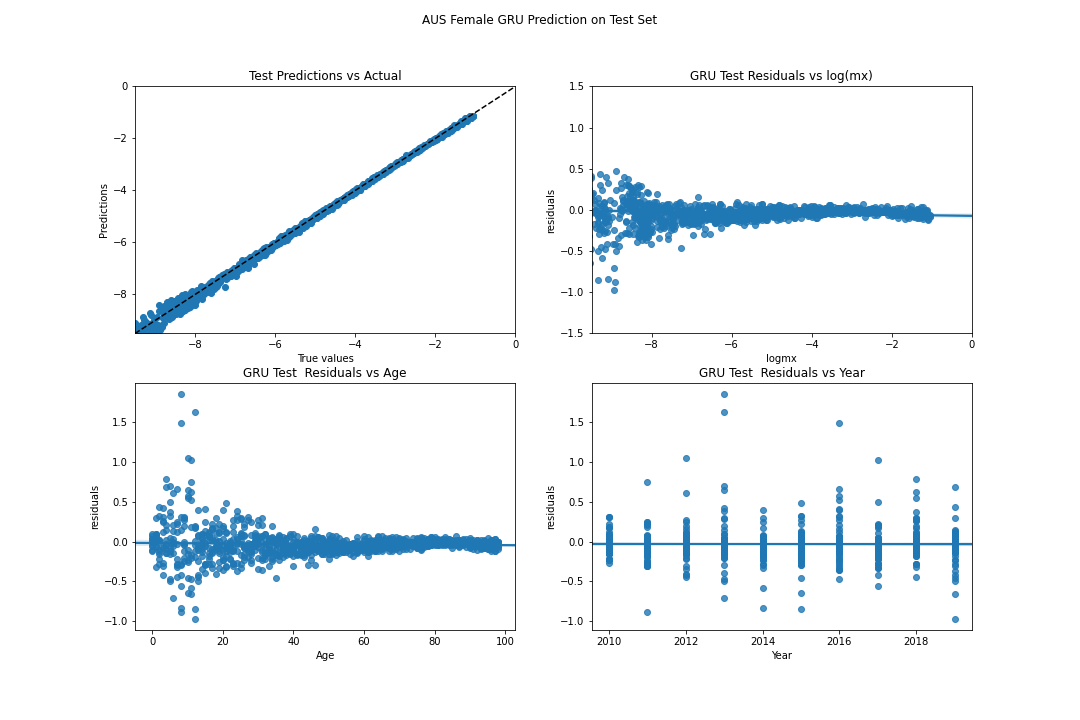 AUS Female GRU Prediction on Test Set
Test Predictions vs Actual
0
−2
−4
−6
−8
Predictions
−8 −6 −4 −2 0
True values
GRU Test Residuals vs log(mx)
1.5
1.0
0.5
0.0
−0.5
−1.0
−1.5
residuals
−8 −6 −4 −2 0
logmx
GRU Test  Residuals vs Age
1.5
1.0
0.5
0.0
−0.5
−1.0
residuals
0 20 40 60 80 100
Age
GRU Test  Residuals vs Year
1.5
1.0
0.5
0.0
−0.5
−1.0
residuals
2010 2012 2014 2016 2018
Year